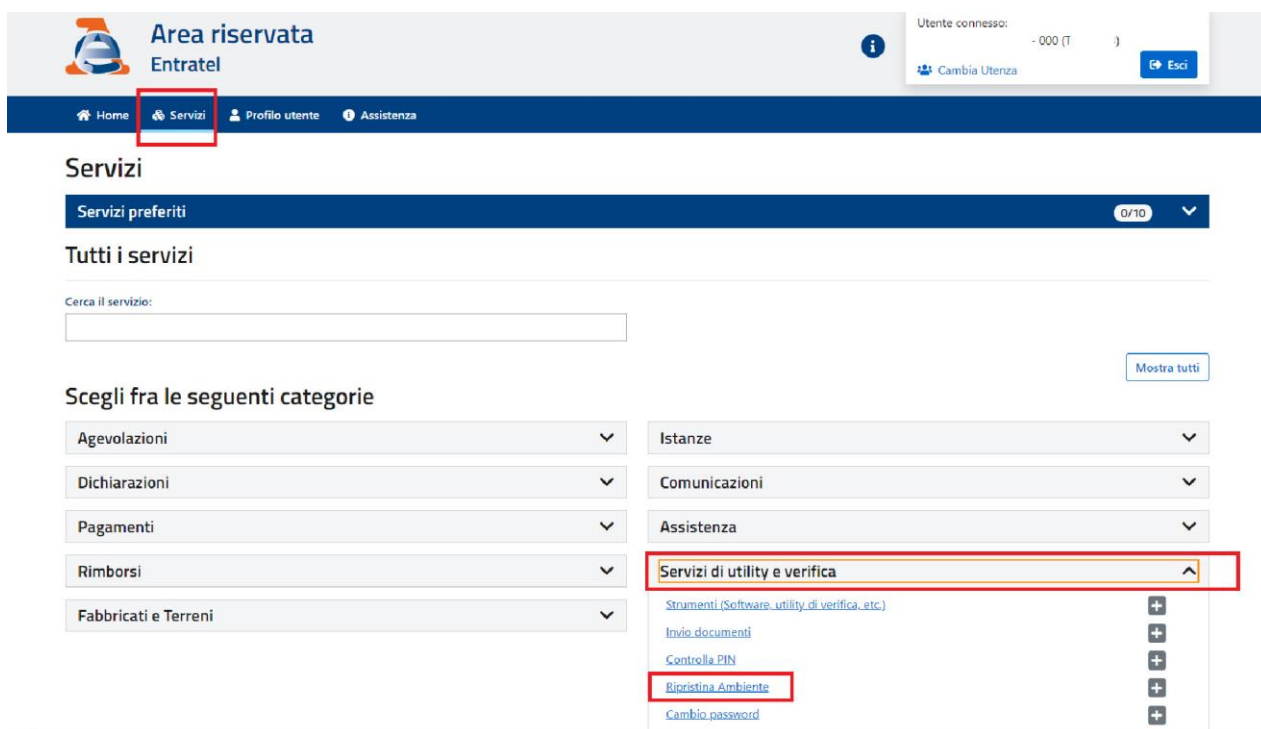 Area riservata
Entratel
Utente connesso:
- 000 (T )
Cambia Utenza
Esci
Home
Servizi
Profilo utente
Assistenza
Servizi
Servizi preferiti
0/10
Tutti i servizi
Cerca il servizio:
Mostra tutti
Scegli fra le seguenti categorie
Agevolazioni
Dichiarazioni
Pagamenti
Rimborsi
Fabbricati e Terreni
Istanze
Comunicazioni
Assistenza
Servizi di utility e verifica
Strumenti (Software, utility di verifica, etc.)
Invio documenti
Controlla PIN
Ripristina Ambiente
Cambio password